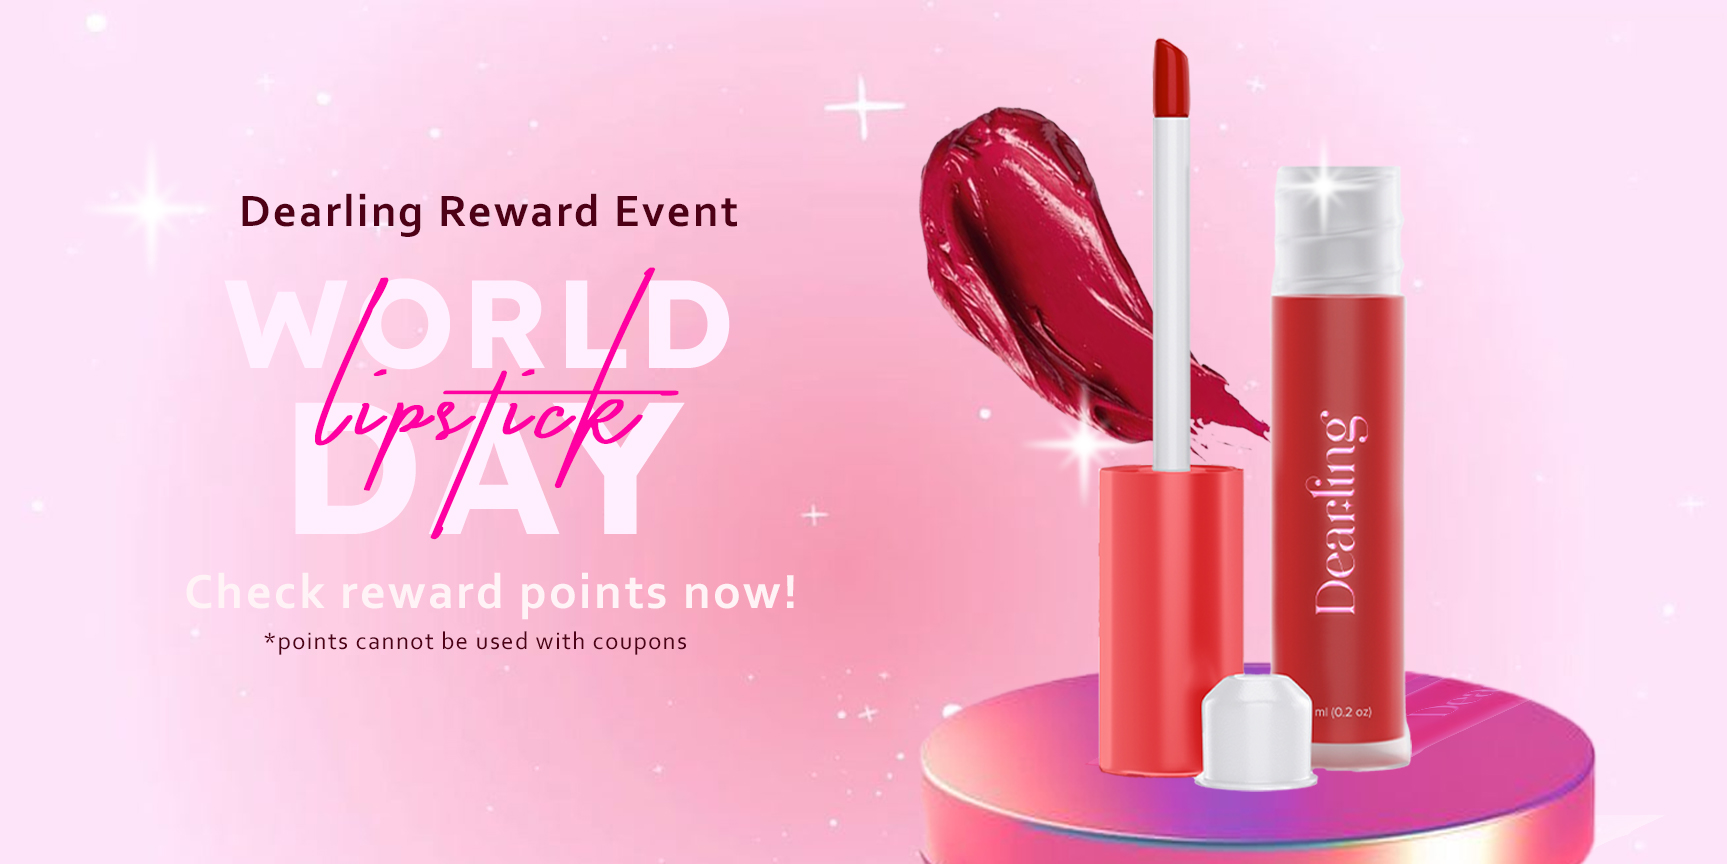 Dearling Reward Event
WORLD
lipstick
DAY
Check reward points now!
*points cannot be used with coupons
Dearling
ml (0.2 oz)